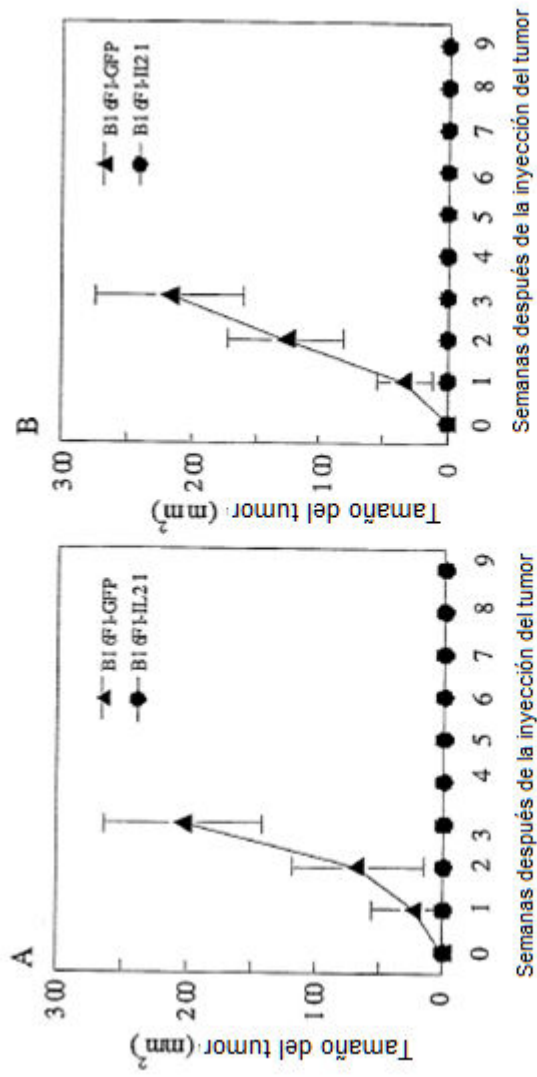 A
300
200
100
0
Tamaño del tumor (mm²)
B16F1-GFP
B16F1-IL21
0 1 2 3 4 5 6 7 8 9
Semanas después de la inyección del tumor
B
300
200
100
0
Tamaño del tumor (mm²)
B16F1-GFP
B16F1-IL21
0 1 2 3 4 5 6 7 8 9
Semanas después de la inyección del tumor